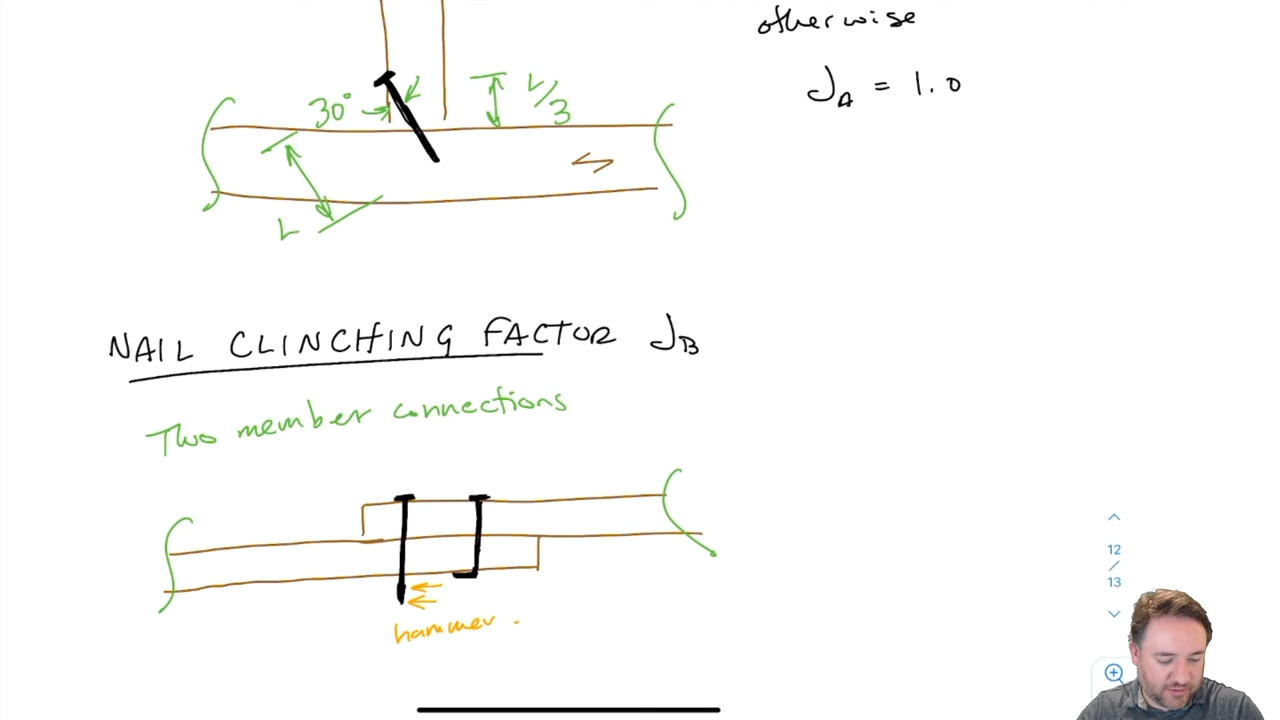 otherwise
J_A = 1.0
30°
L/3
L
NAIL CLINCHING FACTOR J_B
Two member connections
hammer.
12
/
13